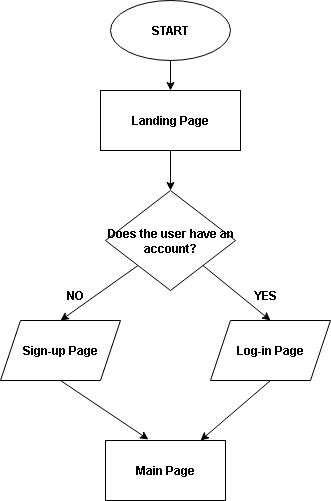 START
Landing Page
Does the user have an
account?
NO
YES
Sign-up Page
Log-in Page
Main Page